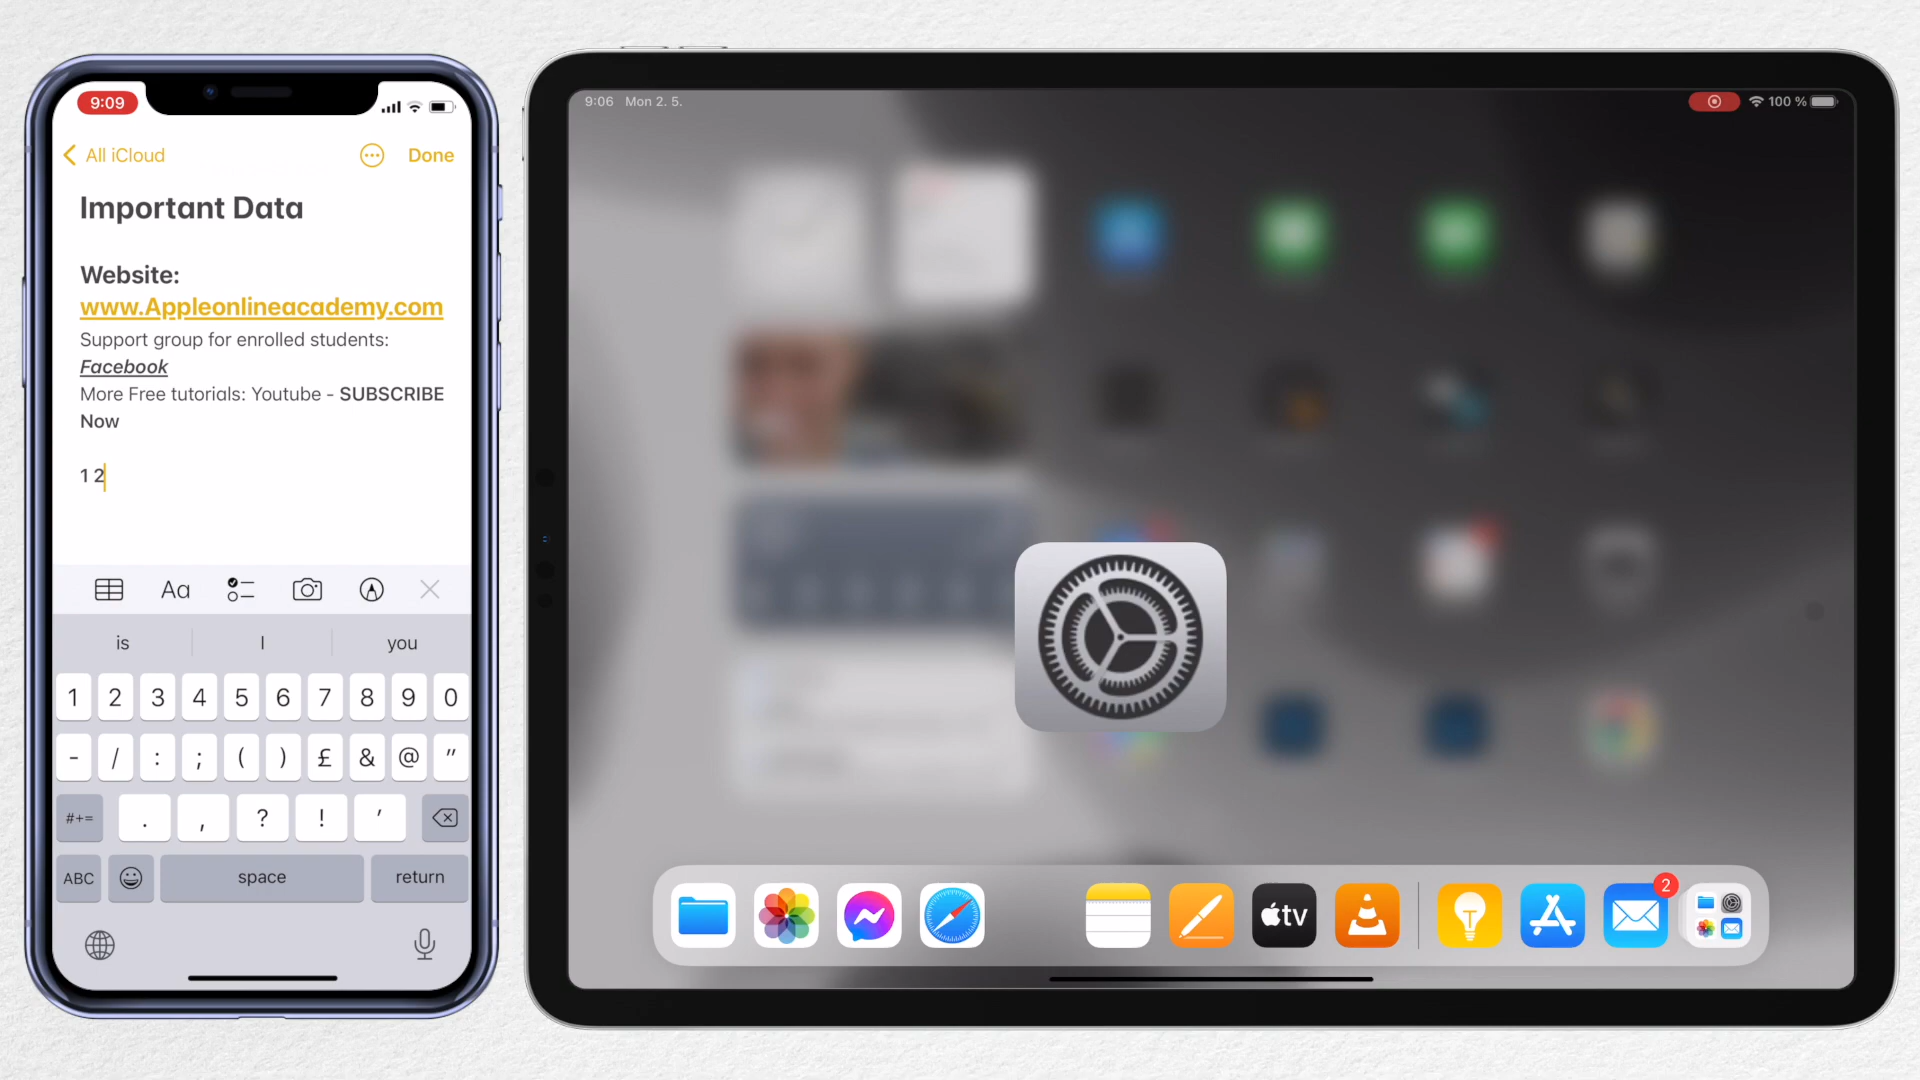 9:09
All iCloud
Done
Important Data
Website:
www.Appleonlineacademy.com
Support group for enrolled students:
Facebook
More Free tutorials: Youtube - SUBSCRIBE
Now
1 2
Aa
is I you
1 2 3 4 5 6 7 8 9 0
- / : ; ( ) £ & @ "
#+= . , ? ! '
ABC space return
9:06 Mon 2. 5.
100 %
tv
2